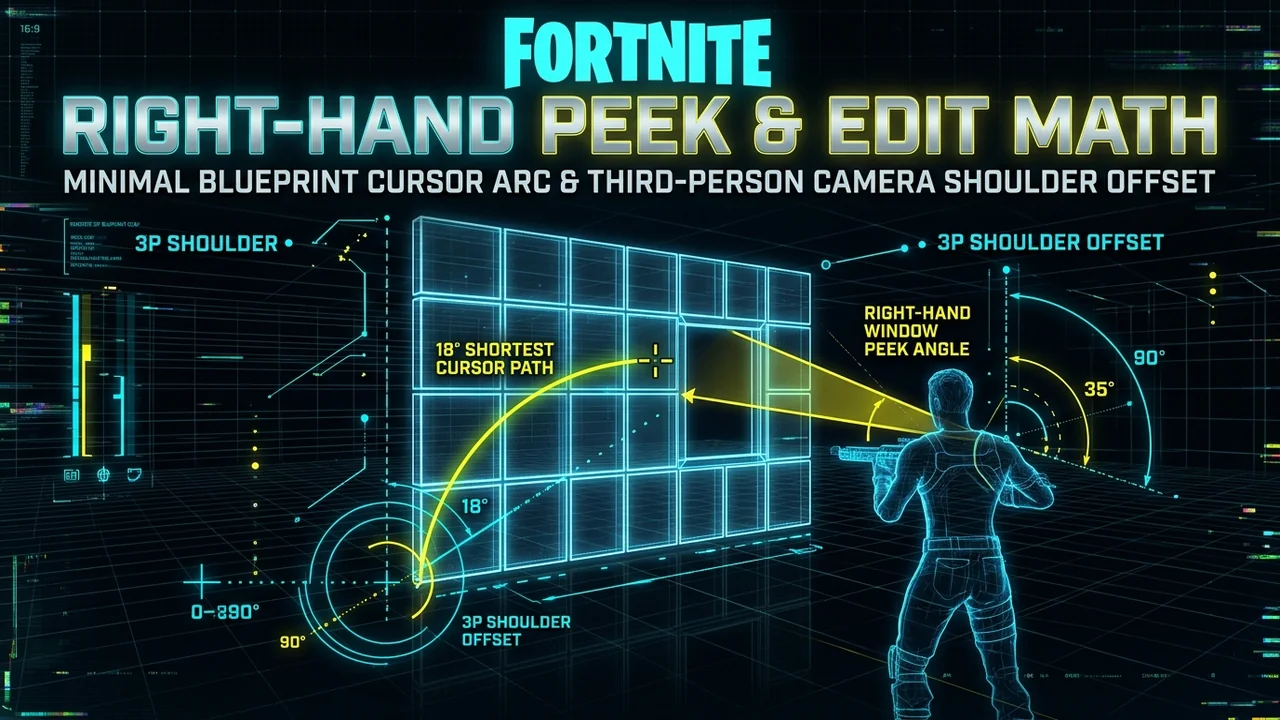 16:9
FORTNITE
RIGHT-HAND PEEK & EDIT MATH
MINIMAL BLUEPRINT CURSOR ARC & THIRD-PERSON CAMERA SHOULDER OFFSET
3P SHOULDER
3P SHOULDER OFFSET
RIGHT-HAND
WINDOW
PEEK ANGLE
18° SHORTEST
CURSOR PATH
90°
35°
18°
90°
3P SHOULDER
OFFSET